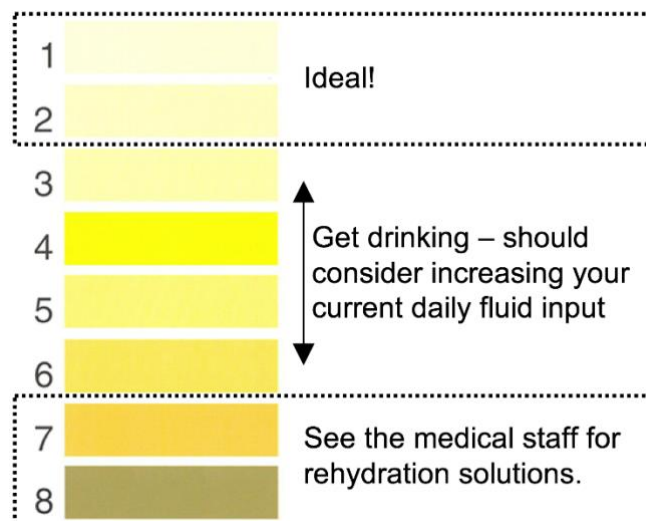 1
Ideal!
2
3
4
Get drinking – should
consider increasing your
5
current daily fluid input
6
7
See the medical staff for
rehydration solutions.
8